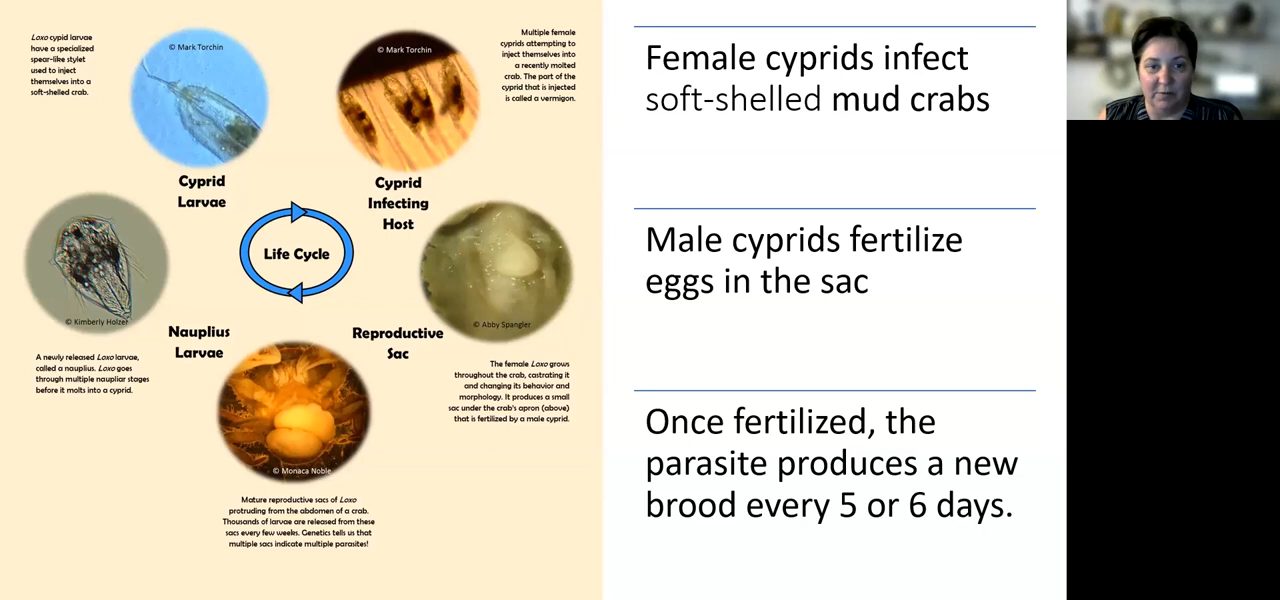 Loxo cypid larvae
have a specialized
spear-like stylet
used to inject
themselves into a
soft-shelled crab.
© Mark Torchin
Cyprid
Larvae
© Mark Torchin
Multiple female
cyprids attempting to
inject themselves into
a recently molted
crab. The part of the
cyprid that is injected
is called a vermigon.
Cyprid
Infecting
Host
Life Cycle
© Kimberly Holzer
Nauplius
Larvae
A newly released Loxo larvae,
called a nauplius. Loxo goes
through multiple naupliar stages
before it molts into a cyprid.
© Abby Spangler
Reproductive
Sac
The female Loxo grows
throughout the crab, castrating it
and changing its behavior and
morphology. It produces a small
sac under the crab's apron (above)
that is fertilized by a male cyprid.
© Monaca Noble
Mature reproductive sacs of Loxo
protruding from the abdomen of a crab.
Thousands of larvae are released from these
sacs every few weeks. Genetics tells us that
multiple sacs indicate multiple parasites!
Female cyprids infect
soft-shelled mud crabs
Male cyprids fertilize
eggs in the sac
Once fertilized, the
parasite produces a new
brood every 5 or 6 days.